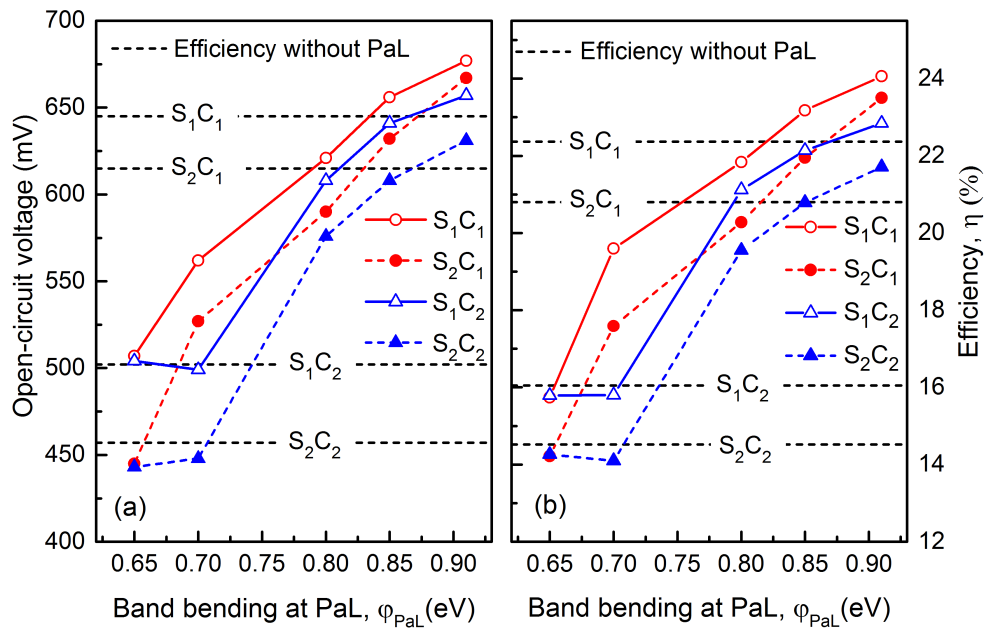 700
650
600
550
500
450
400
Open-circuit voltage (mV)
Efficiency without PaL
S₁C₁
S₂C₁
S₁C₁
S₂C₁
S₁C₂
S₂C₂
S₁C₂
S₂C₂
(a)
0.65 0.70 0.75 0.80 0.85 0.90
Band bending at PaL, φPaL(eV)
Efficiency without PaL
S₁C₁
S₂C₁
S₁C₁
S₂C₁
S₁C₂
S₂C₂
S₁C₂
S₂C₂
(b)
0.65 0.70 0.75 0.80 0.85 0.90
Band bending at PaL, φPaL(eV)
24
22
20
18
16
14
12
Efficiency, η (%)